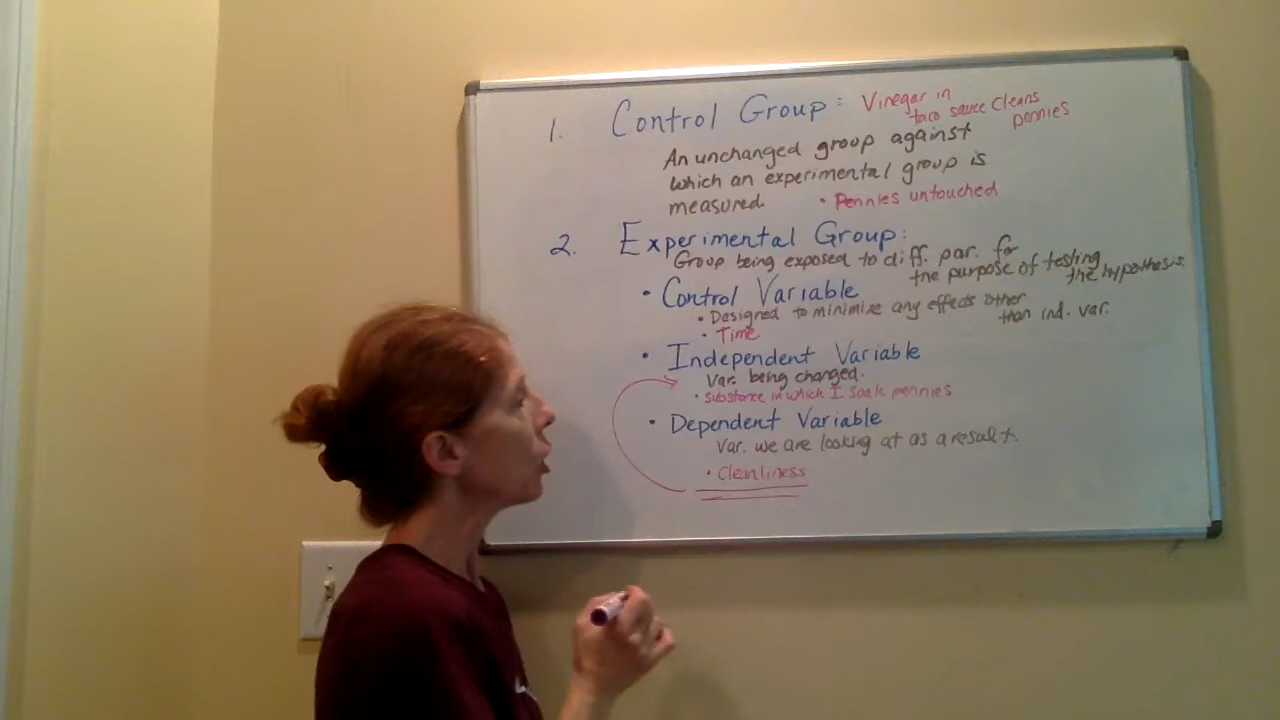 1. Control Group: Vinegar in
taco sauce cleans
pennies
An unchanged group against
which an experimental group is
measured. • Pennies untouched
2. Experimental Group:
Group being exposed to diff. par. for
the purpose of testing
the hypothesis.
• Control Variable
• Designed to minimize any effects other
than ind. var.
• Time
• Independent Variable
Var. being changed.
• substance in which I soak pennies
• Dependent Variable
Var. we are looking at as a result.
• Cleanliness